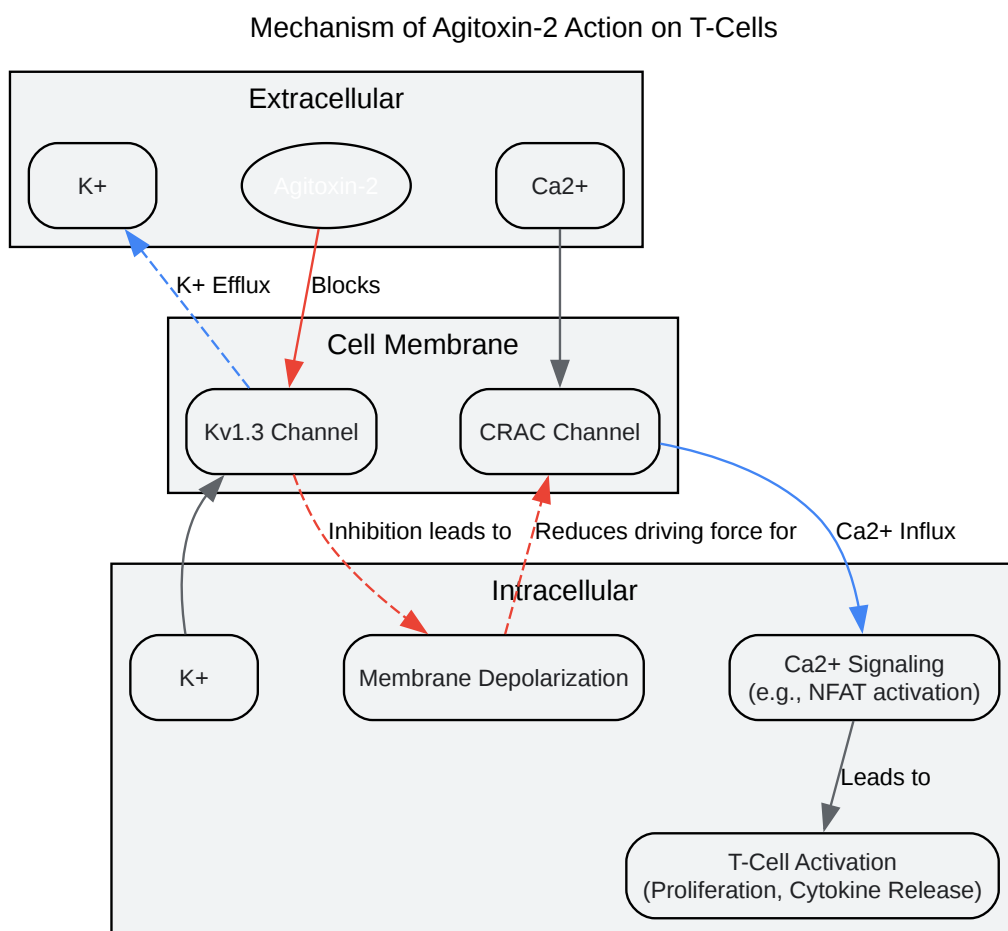 Mechanism of Agitoxin-2 Action on T-Cells
Extracellular
K+
Agitoxin-2
Ca2+
K+ Efflux
Blocks
Cell Membrane
Kv1.3 Channel
CRAC Channel
Inhibition leads to
Reduces driving force for
Ca2+ Influx
Intracellular
K+
Membrane Depolarization
Ca2+ Signaling
(e.g., NFAT activation)
Leads to
T-Cell Activation
(Proliferation, Cytokine Release)